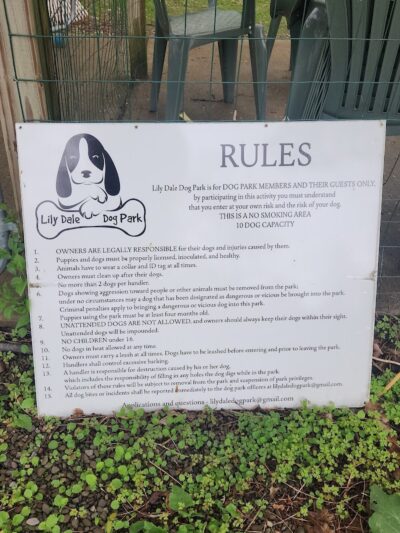 Lily Dale Dog Park
RULES
Lily Dale Dog Park is for DOG PARK MEMBERS AND THEIR GUESTS ONLY,
by participating in this activity you must understand
that you enter at your own risk and the risk of your dog.
THIS IS A NO SMOKING AREA
10 DOG CAPACITY
1. OWNERS ARE LEGALLY RESPONSIBLE for their dogs and injuries caused by them.
2. Puppies and dogs must be properly licensed, inoculated, and healthy.
3. Animals have to wear a collar and ID tag at all times.
4. Owners must clean up after their dogs.
5. No more than 2 dogs per handler.
6. Dogs showing aggression toward people or other animals must be removed from the park;
under no circumstances may a dog that has been designated as dangerous or vicious be brought into the park.
Criminal penalties apply to bringing a dangerous or vicious dog into the park.
7. Puppies using the park must be at least four months old.
8. UNATTENDED DOGS ARE NOT ALLOWED, and owners should always keep their dogs within their sight.
Unattended dogs will be impounded.
9. NO CHILDREN under 16.
10. No dogs in heat allowed at any time.
11. Owners must carry a leash at all times. Dogs have to be leashed before entering and prior to leaving the park.
12. Handlers shall control excessive barking.
13. A handler is responsible for destruction caused by his or her dog,
which includes the responsibility of filling in any holes the dog digs while in the park.
14. Violators of these rules will be subject to removal from the park and suspension of park privileges.
15. All dog bites or incidents shall be reported immediately to the dog park officers at lilydaledogpark@gmail.com
Applications and questions - lilydaledogpark@gmail.com